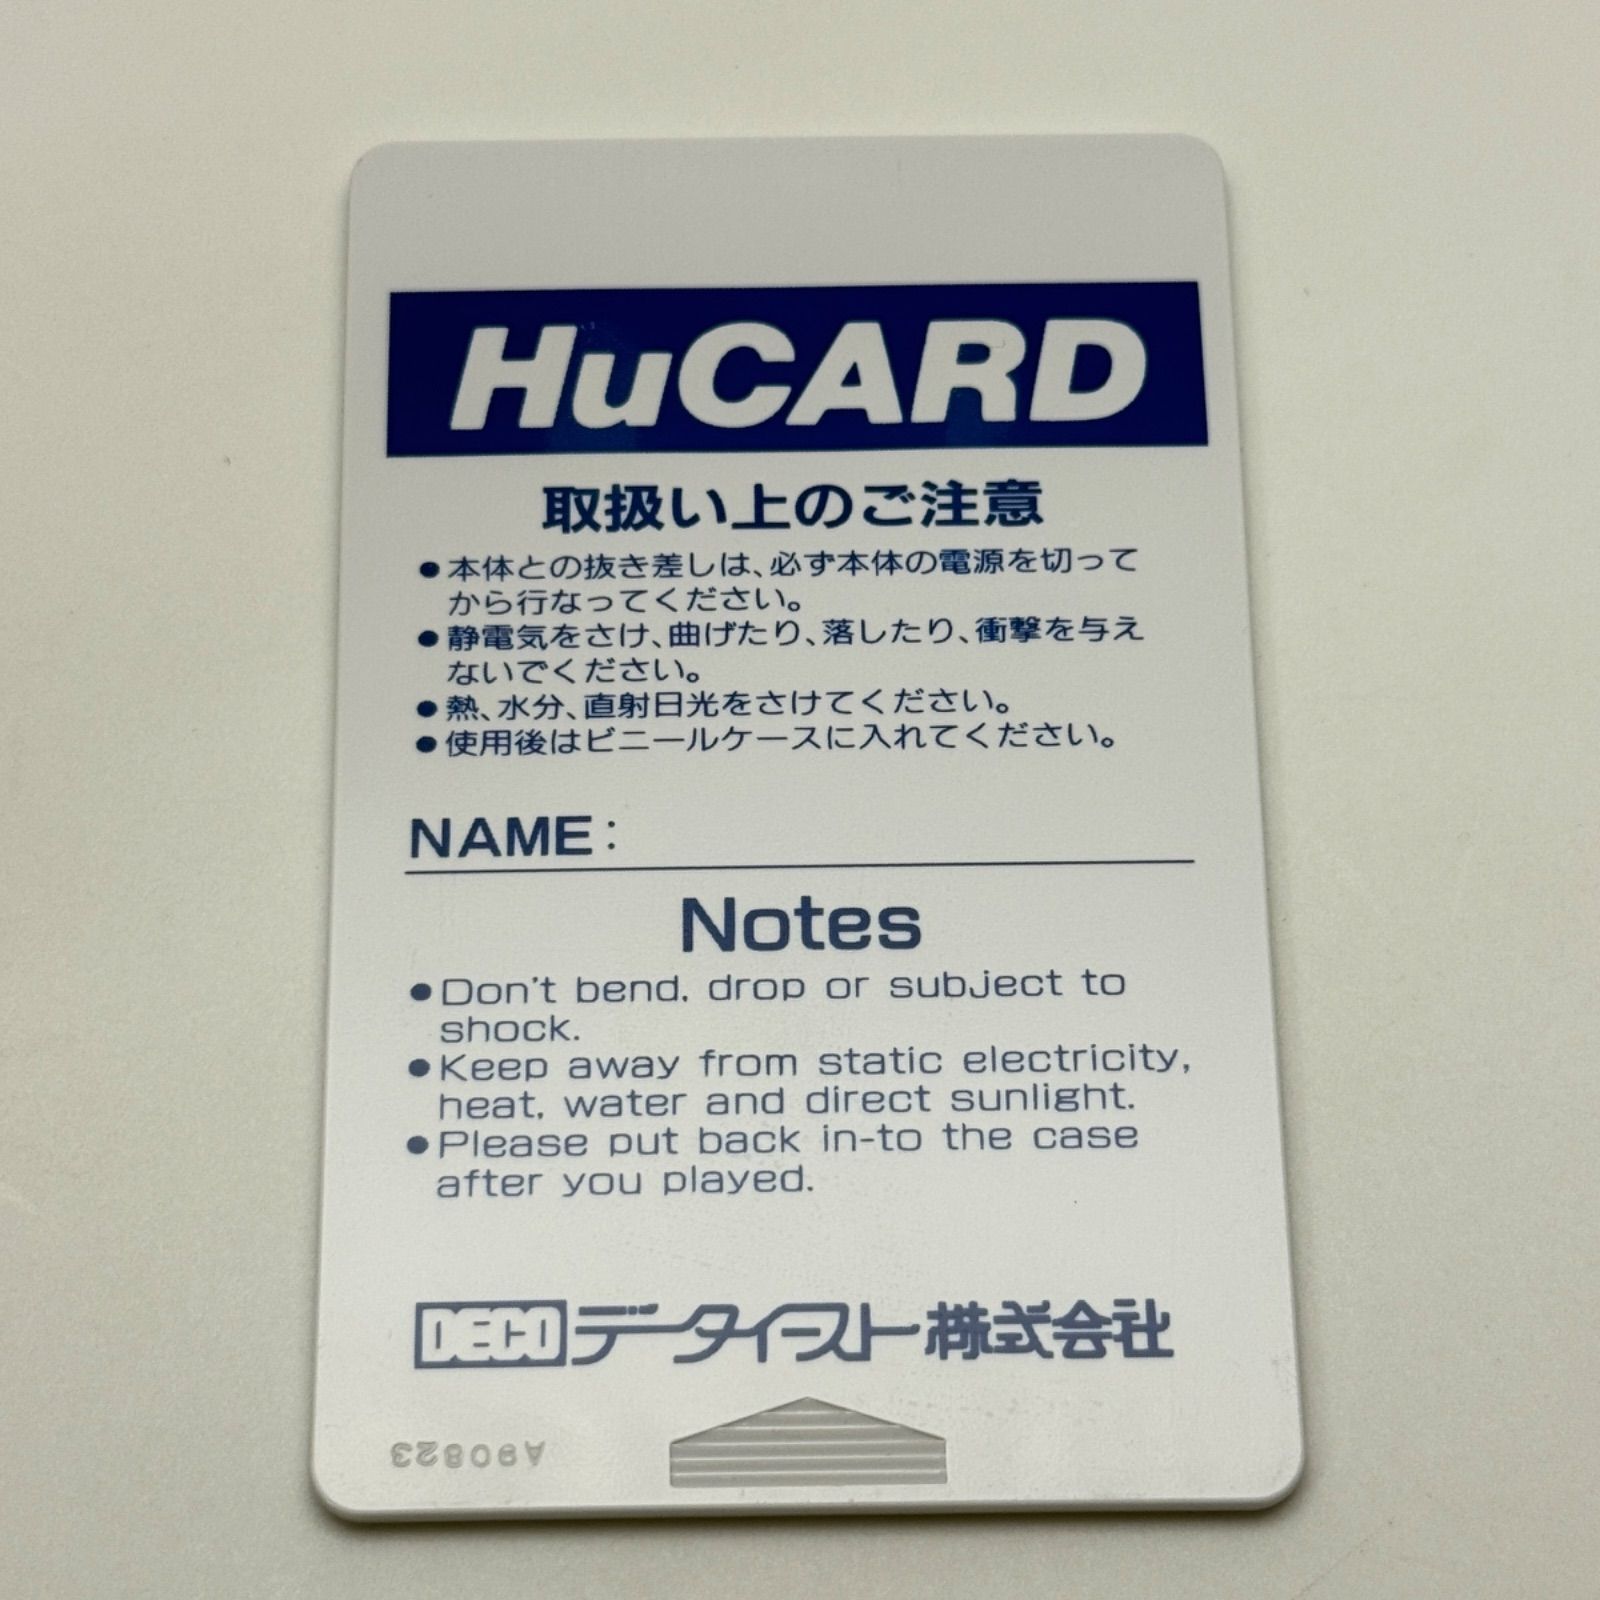 HuCARD
取扱い上のご注意
●本体との抜き差しは、必ず本体の電源を切って
から行なってください。
●静電気をさけ、曲げたり、落したり、衝撃を与え
ないでください。
●熱、水分、直射日光をさけてください。
●使用後はビニールケースに入れてください。
NAME:
Notes
●Don't bend, drop or subject to
shock.
●Keep away from static electricity,
heat, water and direct sunlight.
●Please put back in-to the case
after you played.
DECO データイースト株式会社
A90823